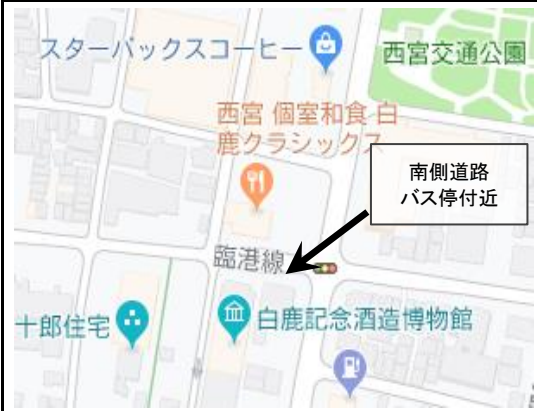 スターバックスコーヒー
西宮交通公園
西宮 個室和食 白
鹿クラシックス
南側道路
バス停付近
臨港線
十郎住宅
白鹿記念酒造博物館